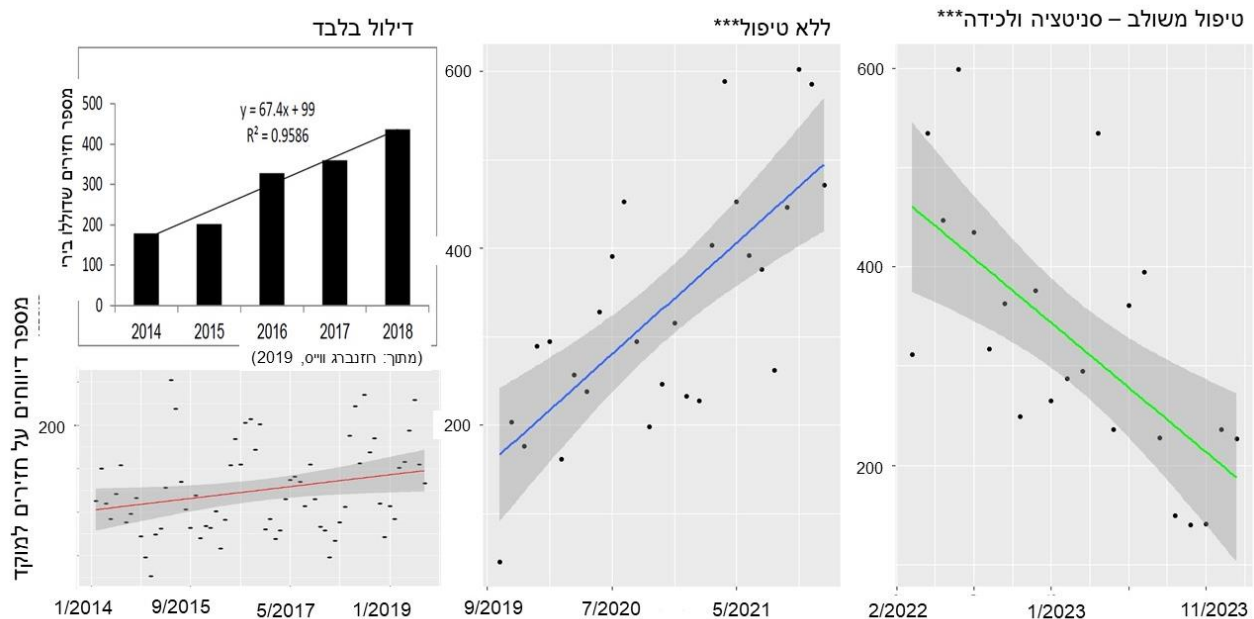 דילול בלבד
ללא טיפול***
טיפול משולב – סניטציה ולכידה***
מספר חזירים שדוללו בירי
500
400
300
200
100
0
y = 67.4x + 99
R² = 0.9586
2014 2015 2016 2017 2018
(מתוך: רוזנברג ווייס, 2019)
מספר דיווחים על חזירים למוקד
200
1/2014 9/2015 5/2017 1/2019
600
400
200
9/2019 7/2020 5/2021
600
400
200
2/2022 1/2023 11/2023